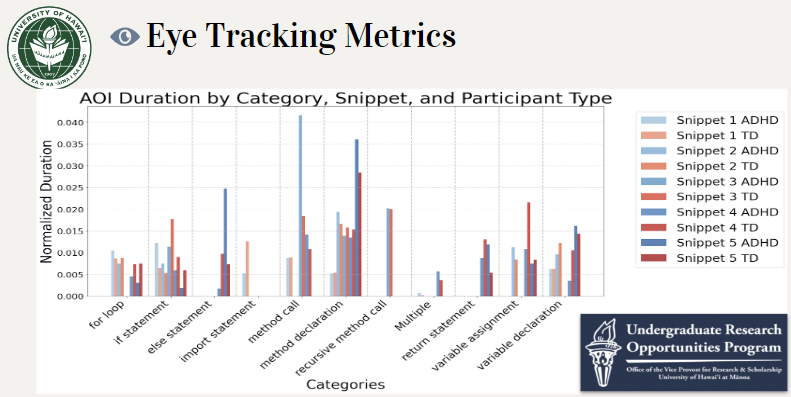 UNIVERSITY OF HAWAI'I
Eye Tracking Metrics
AOI Duration by Category, Snippet, and Participant Type
Normalized Duration
0.040
0.035
0.030
0.025
0.020
0.015
0.010
0.005
0.000
for loop
if statement
else statement
import statement
method call
method declaration
recursive method call
Multiple
return statement
variable assignment
variable declaration
Categories
Snippet 1 ADHD
Snippet 1 TD
Snippet 2 ADHD
Snippet 2 TD
Snippet 3 ADHD
Snippet 3 TD
Snippet 4 ADHD
Snippet 4 TD
Snippet 5 ADHD
Snippet 5 TD
Undergraduate Research
Opportunities Program
Office of the Vice Provost for Research & Scholarship
University of Hawai'i at Mānoa